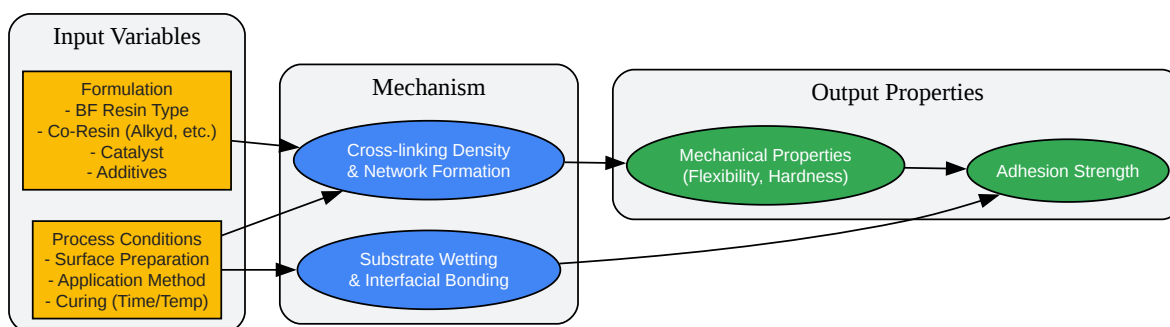 Input Variables
Formulation
- BF Resin Type
- Co-Resin (Alkyd, etc.)
- Catalyst
- Additives
Process Conditions
- Surface Preparation
- Application Method
- Curing (Time/Temp)
Mechanism
Cross-linking Density
& Network Formation
Substrate Wetting
& Interfacial Bonding
Output Properties
Mechanical Properties
(Flexibility, Hardness)
Adhesion Strength